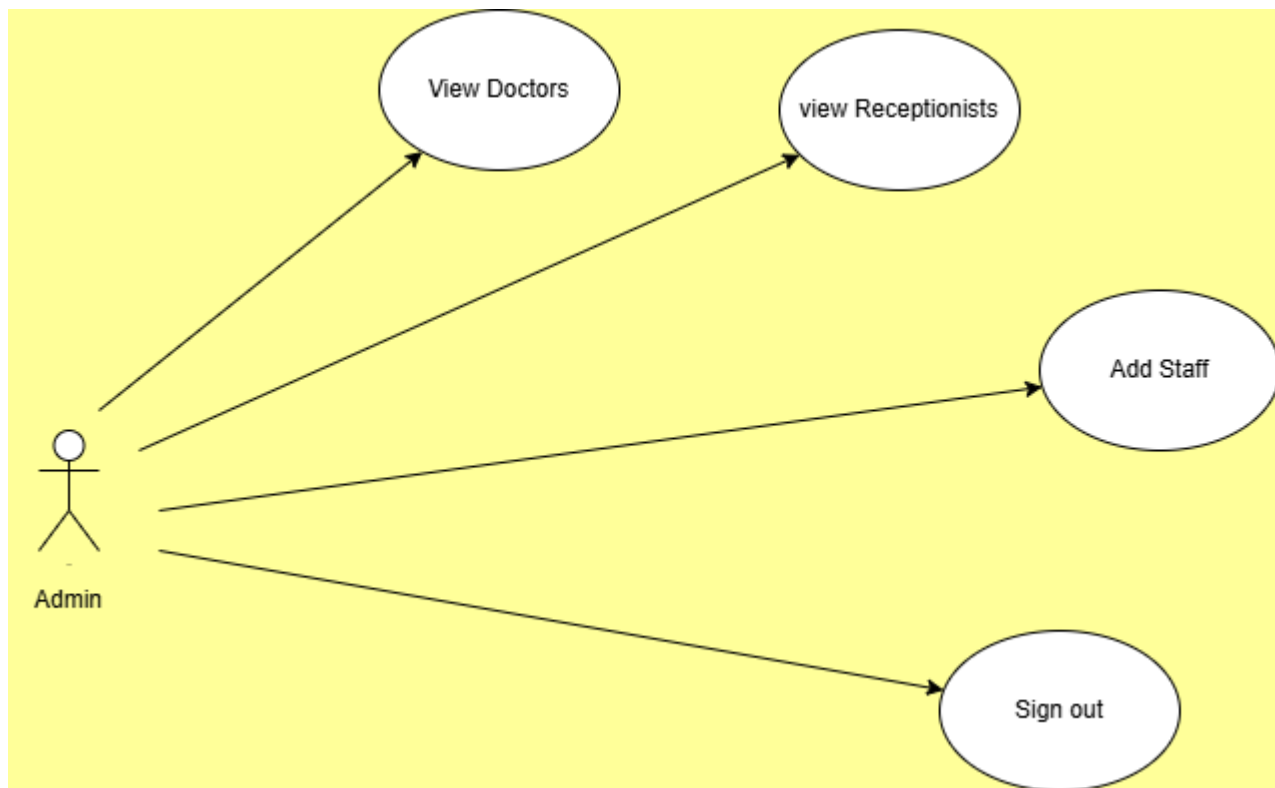 View Doctors
view Receptionists
Add Staff
Admin
Sign out